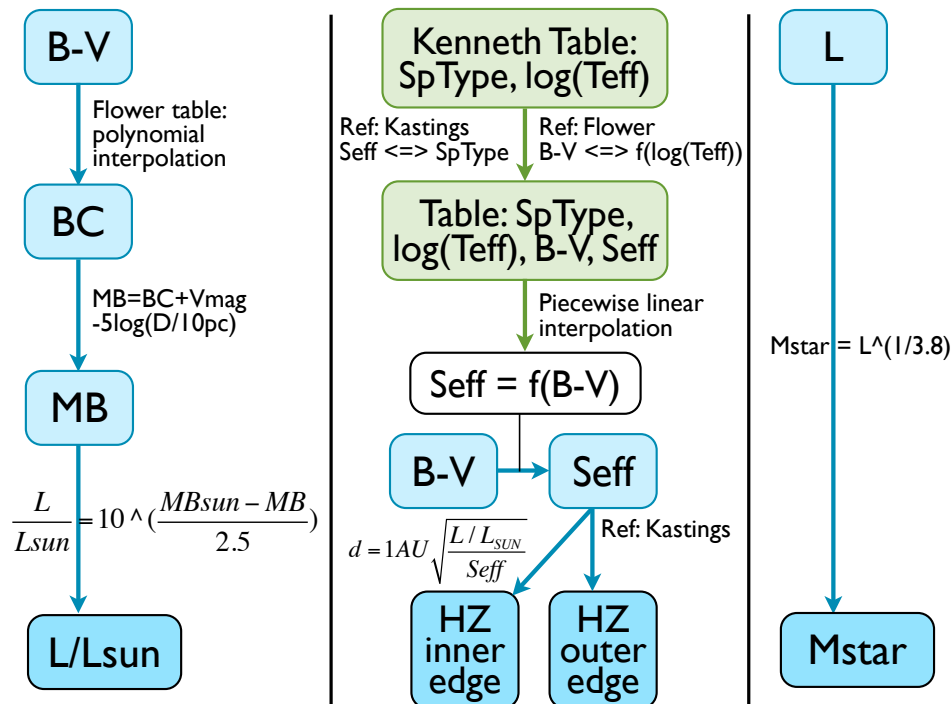 B-V
Flower table:
polynomial
interpolation
BC
MB=BC+Vmag
-5log(D/10pc)
MB
L/Lsun = 10 ^ ((MBsun − MB)/2.5)
L/Lsun
Kenneth Table:
SpType, log(Teff)
Ref: Kastings
Seff <=> SpType
Ref: Flower
B-V <=> f(log(Teff))
Table: SpType,
log(Teff), B-V, Seff
Piecewise linear
interpolation
Seff = f(B-V)
B-V
Seff
d = 1AU √((L / L_SUN)/Seff)
Ref: Kastings
HZ
inner
edge
HZ
outer
edge
L
Mstar = L^(1/3.8)
Mstar